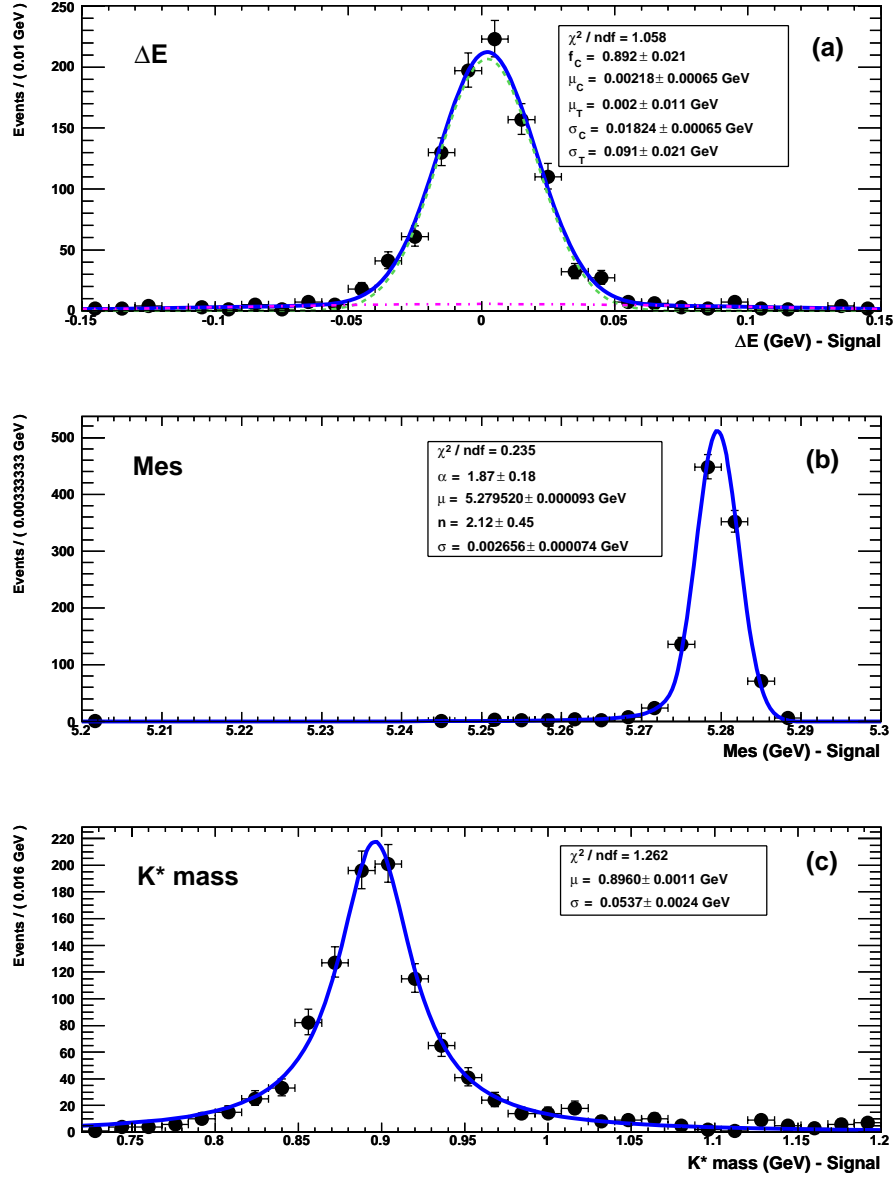 Events / ( 0.01 GeV )
250
200
150
100
50
0
ΔE
(a)
χ² / ndf = 1.058
f_C = 0.892 ± 0.021
μ_C = 0.00218 ± 0.00065 GeV
μ_T = 0.002 ± 0.011 GeV
σ_C = 0.01824 ± 0.00065 GeV
σ_T = 0.091 ± 0.021 GeV
-0.15 -0.1 -0.05 0 0.05 0.1 0.15
ΔE (GeV) - Signal
Events / ( 0.00333333 GeV )
500
400
300
200
100
0
Mes
(b)
χ² / ndf = 0.235
α = 1.87 ± 0.18
μ = 5.279520 ± 0.000093 GeV
n = 2.12 ± 0.45
σ = 0.002656 ± 0.000074 GeV
5.2 5.21 5.22 5.23 5.24 5.25 5.26 5.27 5.28 5.29 5.3
Mes (GeV) - Signal
Events / ( 0.016 GeV )
220
200
180
160
140
120
100
80
60
40
20
0
K* mass
(c)
χ² / ndf = 1.262
μ = 0.8960 ± 0.0011 GeV
σ = 0.0537 ± 0.0024 GeV
0.75 0.8 0.85 0.9 0.95 1 1.05 1.1 1.15 1.2
K* mass (GeV) - Signal